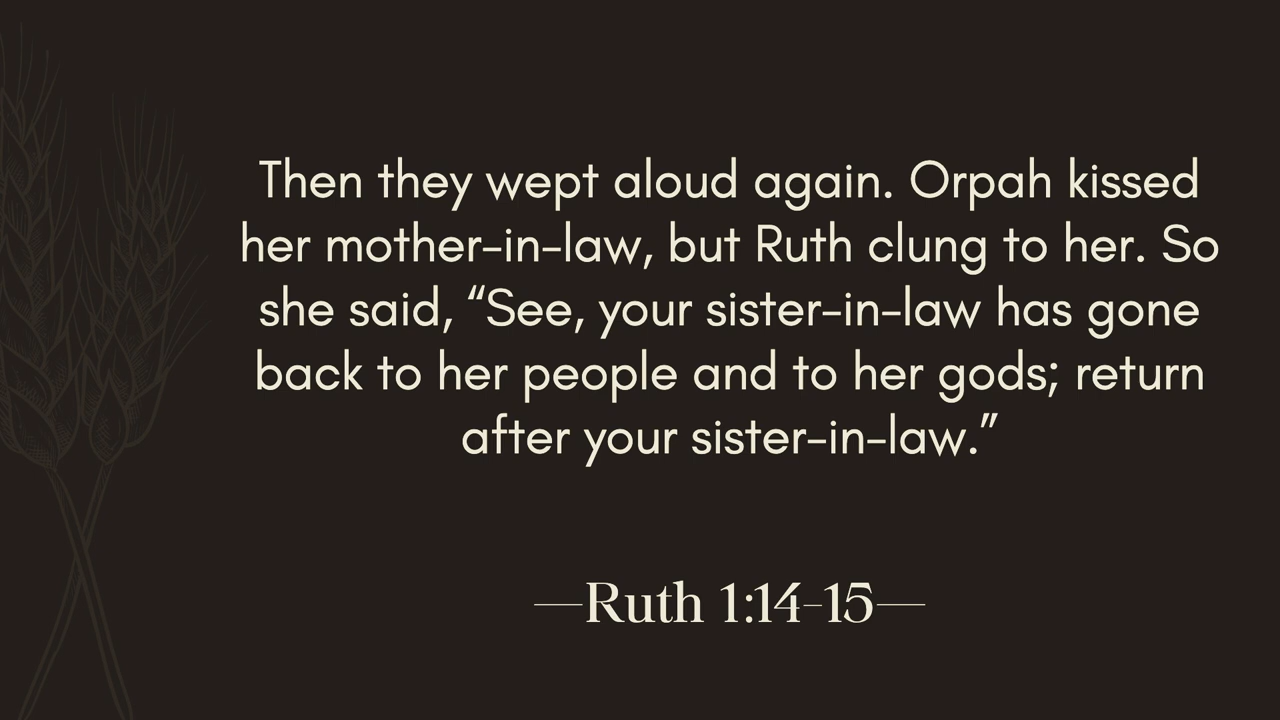 Then they wept aloud again. Orpah kissed
her mother-in-law, but Ruth clung to her. So
she said, “See, your sister-in-law has gone
back to her people and to her gods; return
after your sister-in-law.”
—Ruth 1:14-15—